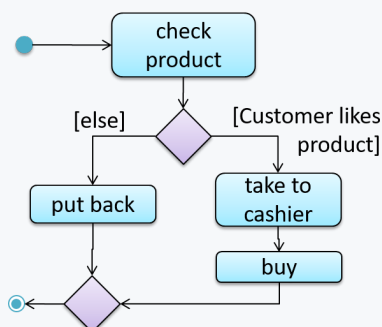 check
product
[else]
[Customer likes
product]
put back
take to
cashier
buy